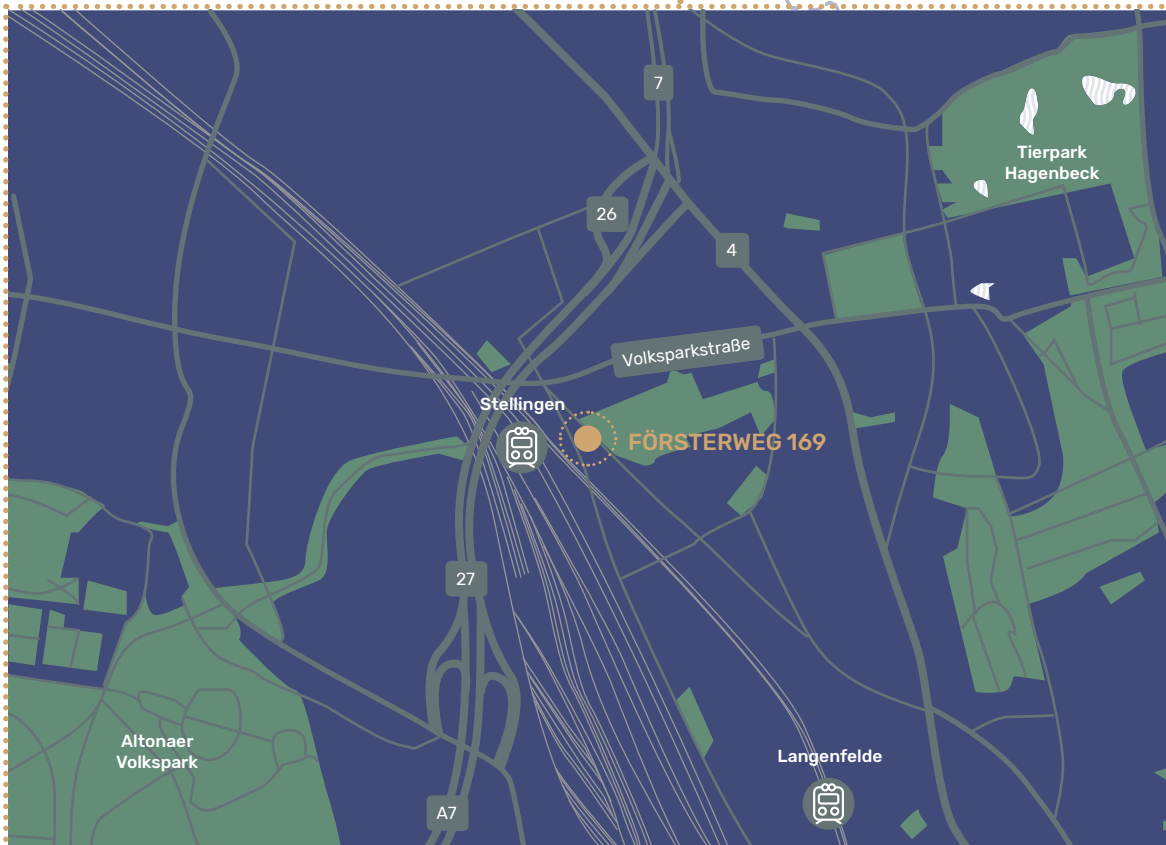 7
Tierpark
Hagenbeck
26
4
Volksparkstraße
Stellingen
FÖRSTERWEG 169
27
Altonaer
Volkspark
Langenfelde
A7